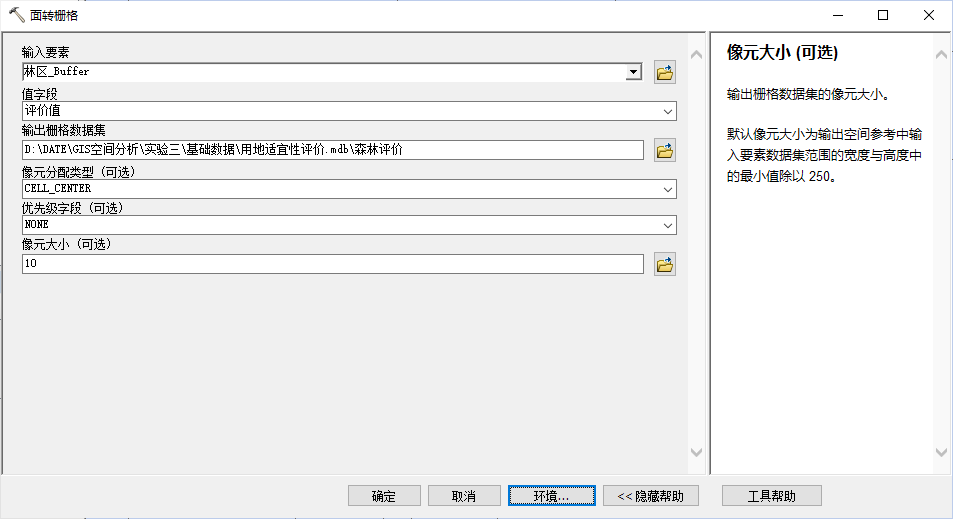 面转栅格
输入要素
林区_Buffer
值字段
评价值
输出栅格数据集
D:\DATE\GIS空间分析\实验三\基础数据\用地适宜性评价.mdb\森林评价
像元分配类型（可选）
CELL_CENTER
优先级字段（可选）
NONE
像元大小（可选）
10
像元大小 (可选)
输出栅格数据集的像元大小。
默认像元大小为输出空间参考中输
入要素数据集范围的宽度与高度中
的最小值除以 250。
确定
取消
环境...
<< 隐藏帮助
工具帮助